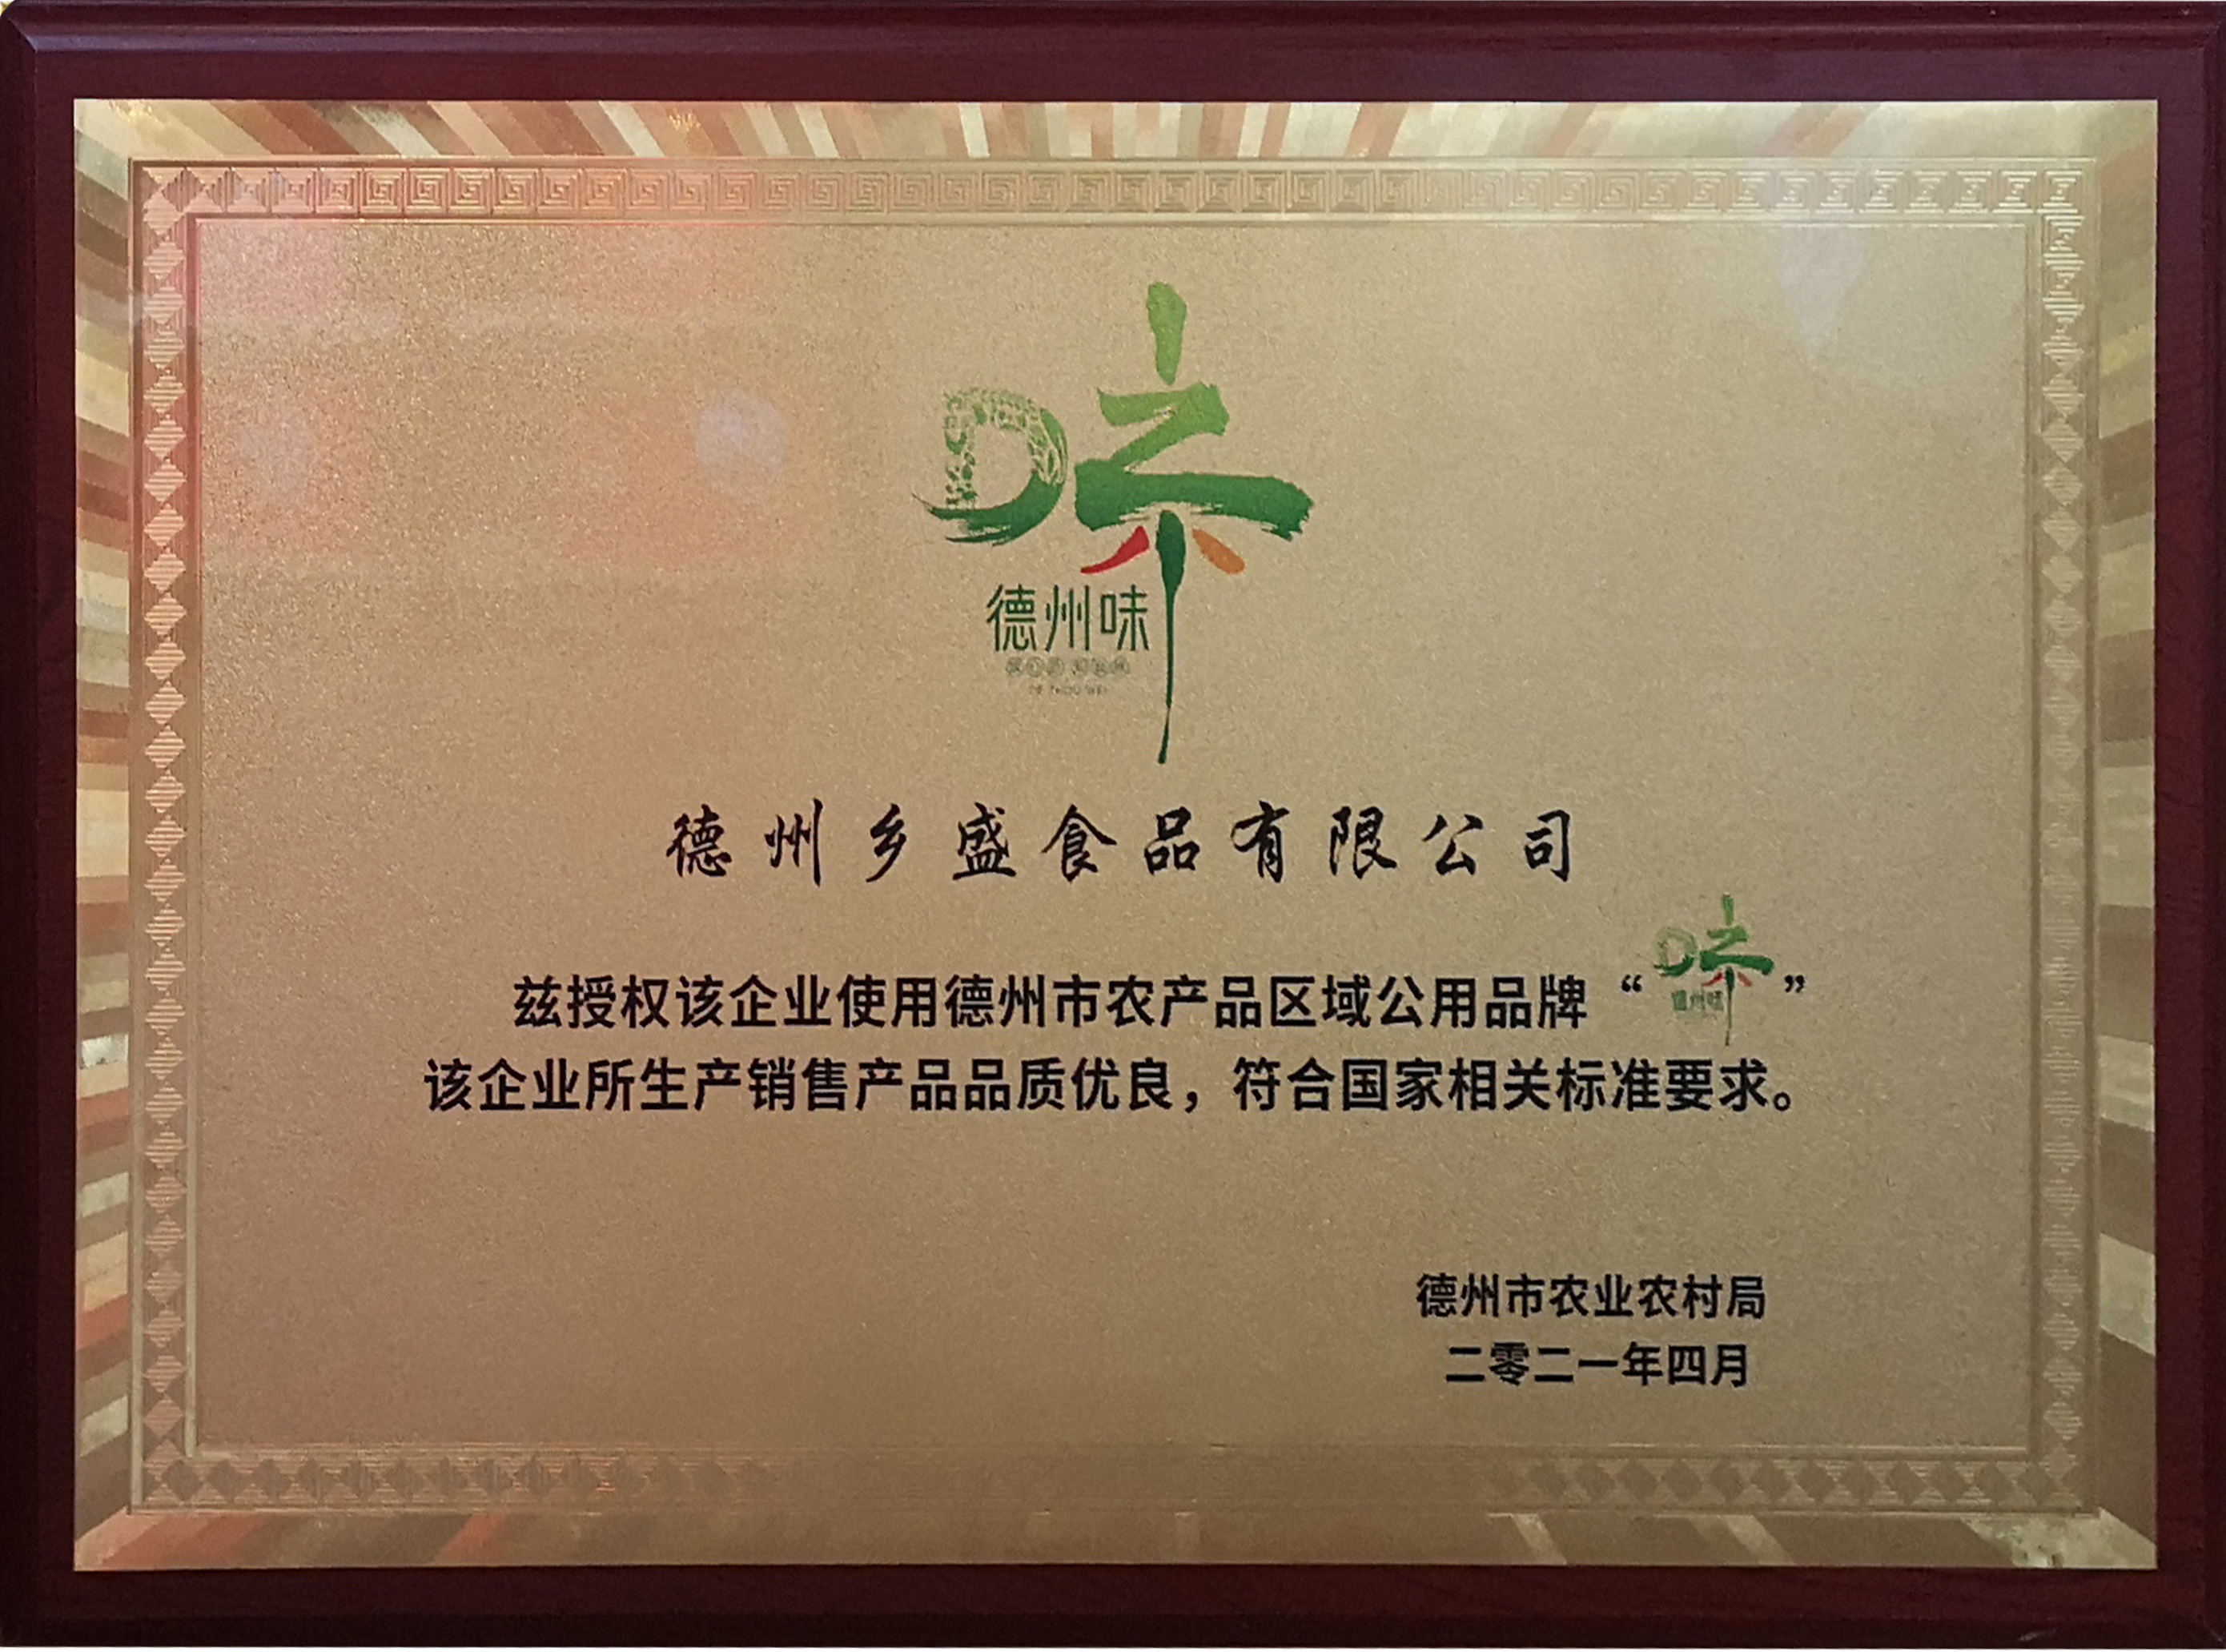 德州味
DE ZHOU WEI
德州乡盛食品有限公司
兹授权该企业使用德州市农产品区域公用品牌“德州味”
该企业所生产销售产品品质优良，符合国家相关标准要求。
德州市农业农村局
二零二一年四月